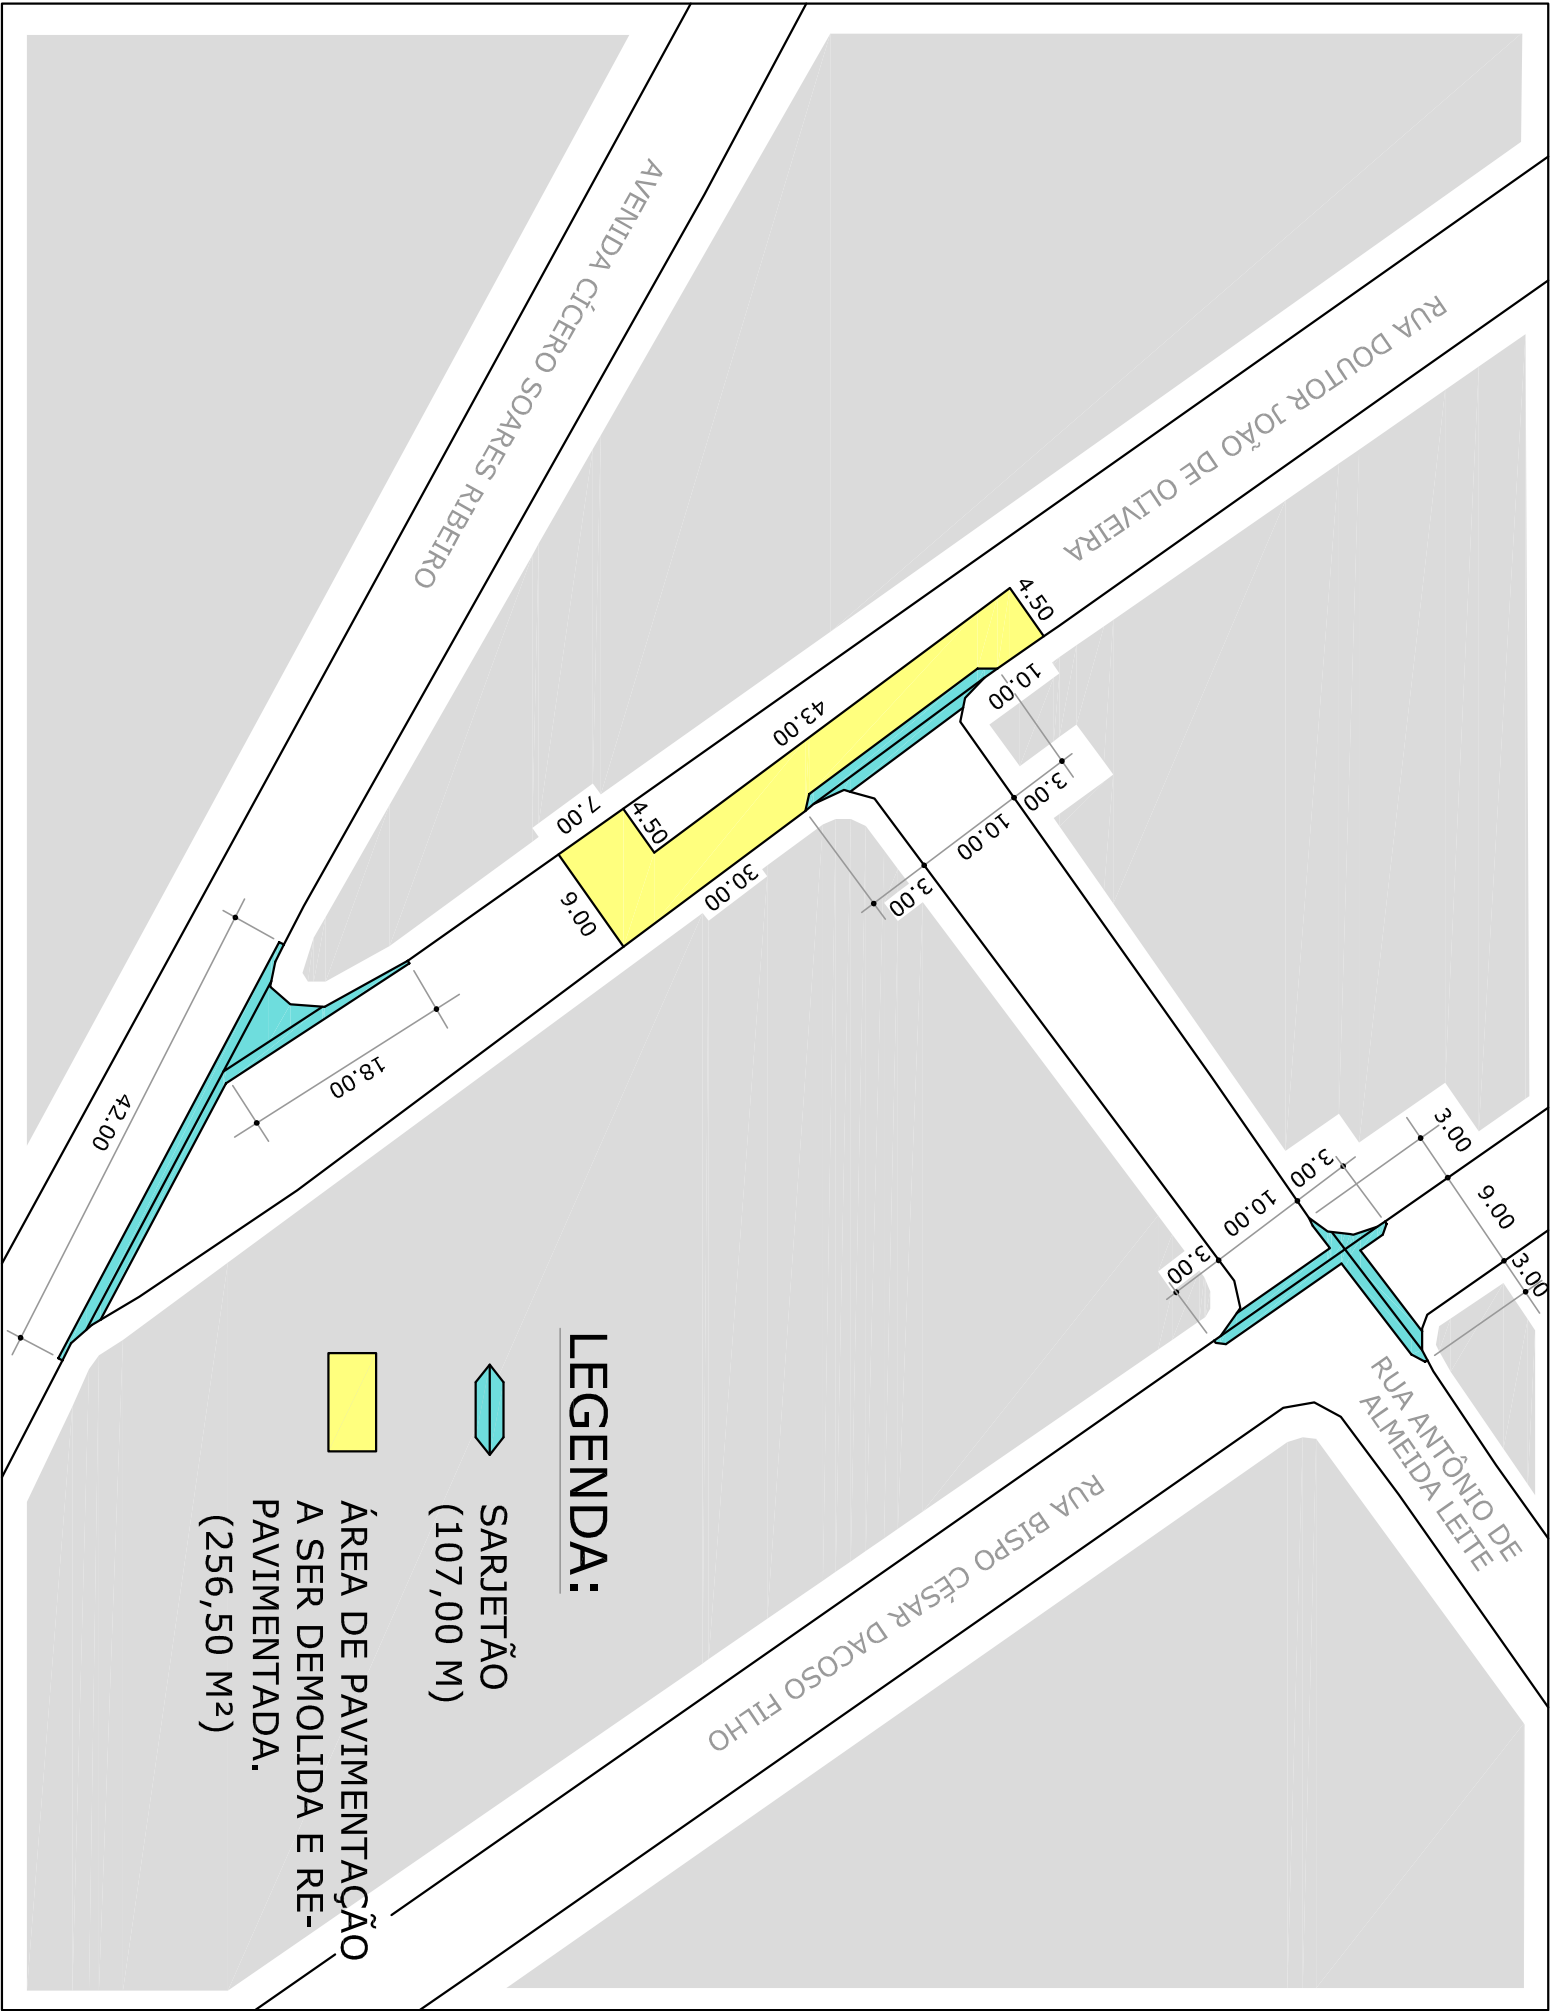 AVENIDA CÍCERO SOARES RIBEIRO
RUA DOUTOR JOÃO DE OLIVEIRA
4.50
10.00
43.00
3.00
10.00
3.00
30.00
7.00
4.50
9.00
18.00
42.00
3.00
9.00
3.00
3.00
10.00
3.00
RUA ANTÔNIO DE
ALMEIDA LEITE
RUA BISPO CÉSAR DACOSO FILHO
LEGENDA:
SARJETÃO
(107,00 M)
ÁREA DE PAVIMENTAÇÃO
A SER DEMOLIDA E RE-
PAVIMENTADA.
(256,50 M²)